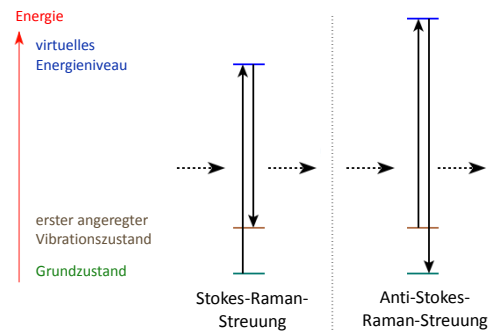 Energie
virtuelles
Energieniveau
erster angeregter
Vibrationszustand
Grundzustand
Stokes-Raman-
Streuung
Anti-Stokes-
Raman-Streuung